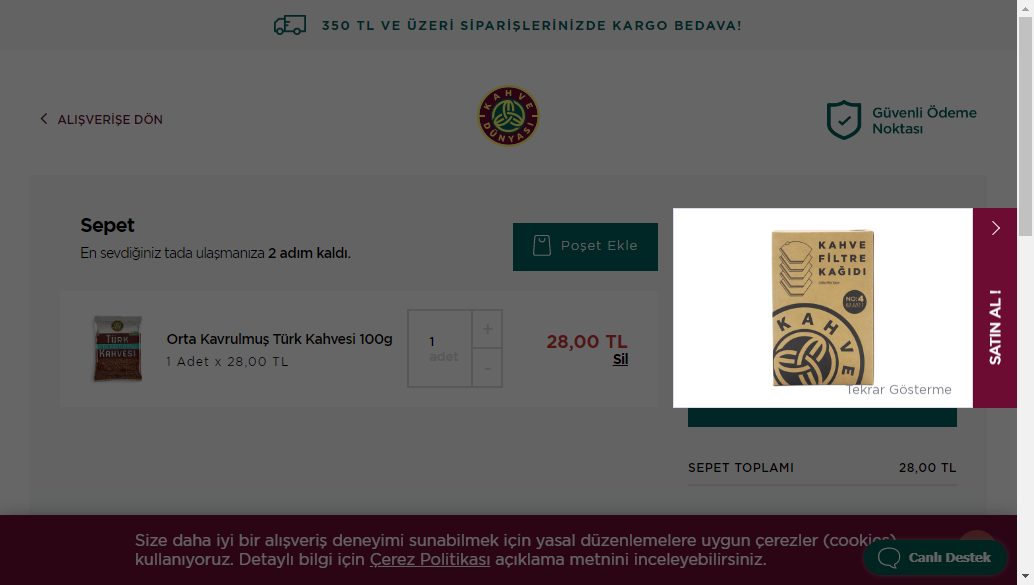 350 TL VE ÜZERİ SİPARİŞLERİNİZDE KARGO BEDAVA!
ALIŞVERİŞE DÖN
KAHVE DÜNYASI
Güvenli Ödeme
Noktası
Sepet
En sevdiğiniz tada ulaşmanıza 2 adım kaldı.
Poşet Ekle
TÜRK
KAHVESİ
Orta Kavrulmuş Türk Kahvesi 100g
1 Adet x 28,00 TL
1
adet
+
-
28,00 TL
Sil
KAHVE
FİLTRE
KAĞIDI
NO:4
KAHVE
Tekrar Gösterme
SATIN AL !
SEPET TOPLAMI 28,00 TL
Size daha iyi bir alışveriş deneyimi sunabilmek için yasal düzenlemelere uygun çerezler (cookies)
kullanıyoruz. Detaylı bilgi için Çerez Politikası açıklama metnini inceleyebilirsiniz.
Canlı Destek